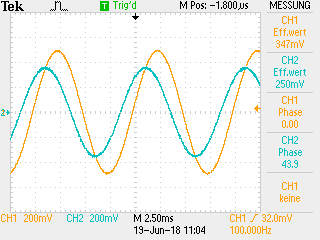 Tek Trig'd M Pos: -1.800µs MESSUNG
CH1
Eff.wert
347mV
CH2
Eff.wert
250mV
CH1
Phase
0.00
CH2
Phase
43.9
CH1
keine
2
CH1 200mV CH2 200mV M 2.50ms CH1 32.0mV
19-Jun-18 11:04 100.000Hz